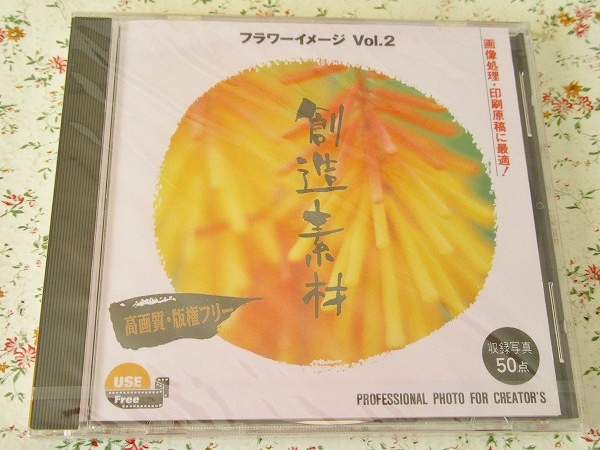 フラワーイメージ Vol.2
画像処理・印刷原稿に最適!
創造素材
高画質・版権フリー
収録写真
50点
USE
Free
PROFESSIONAL PHOTO FOR CREATOR'S